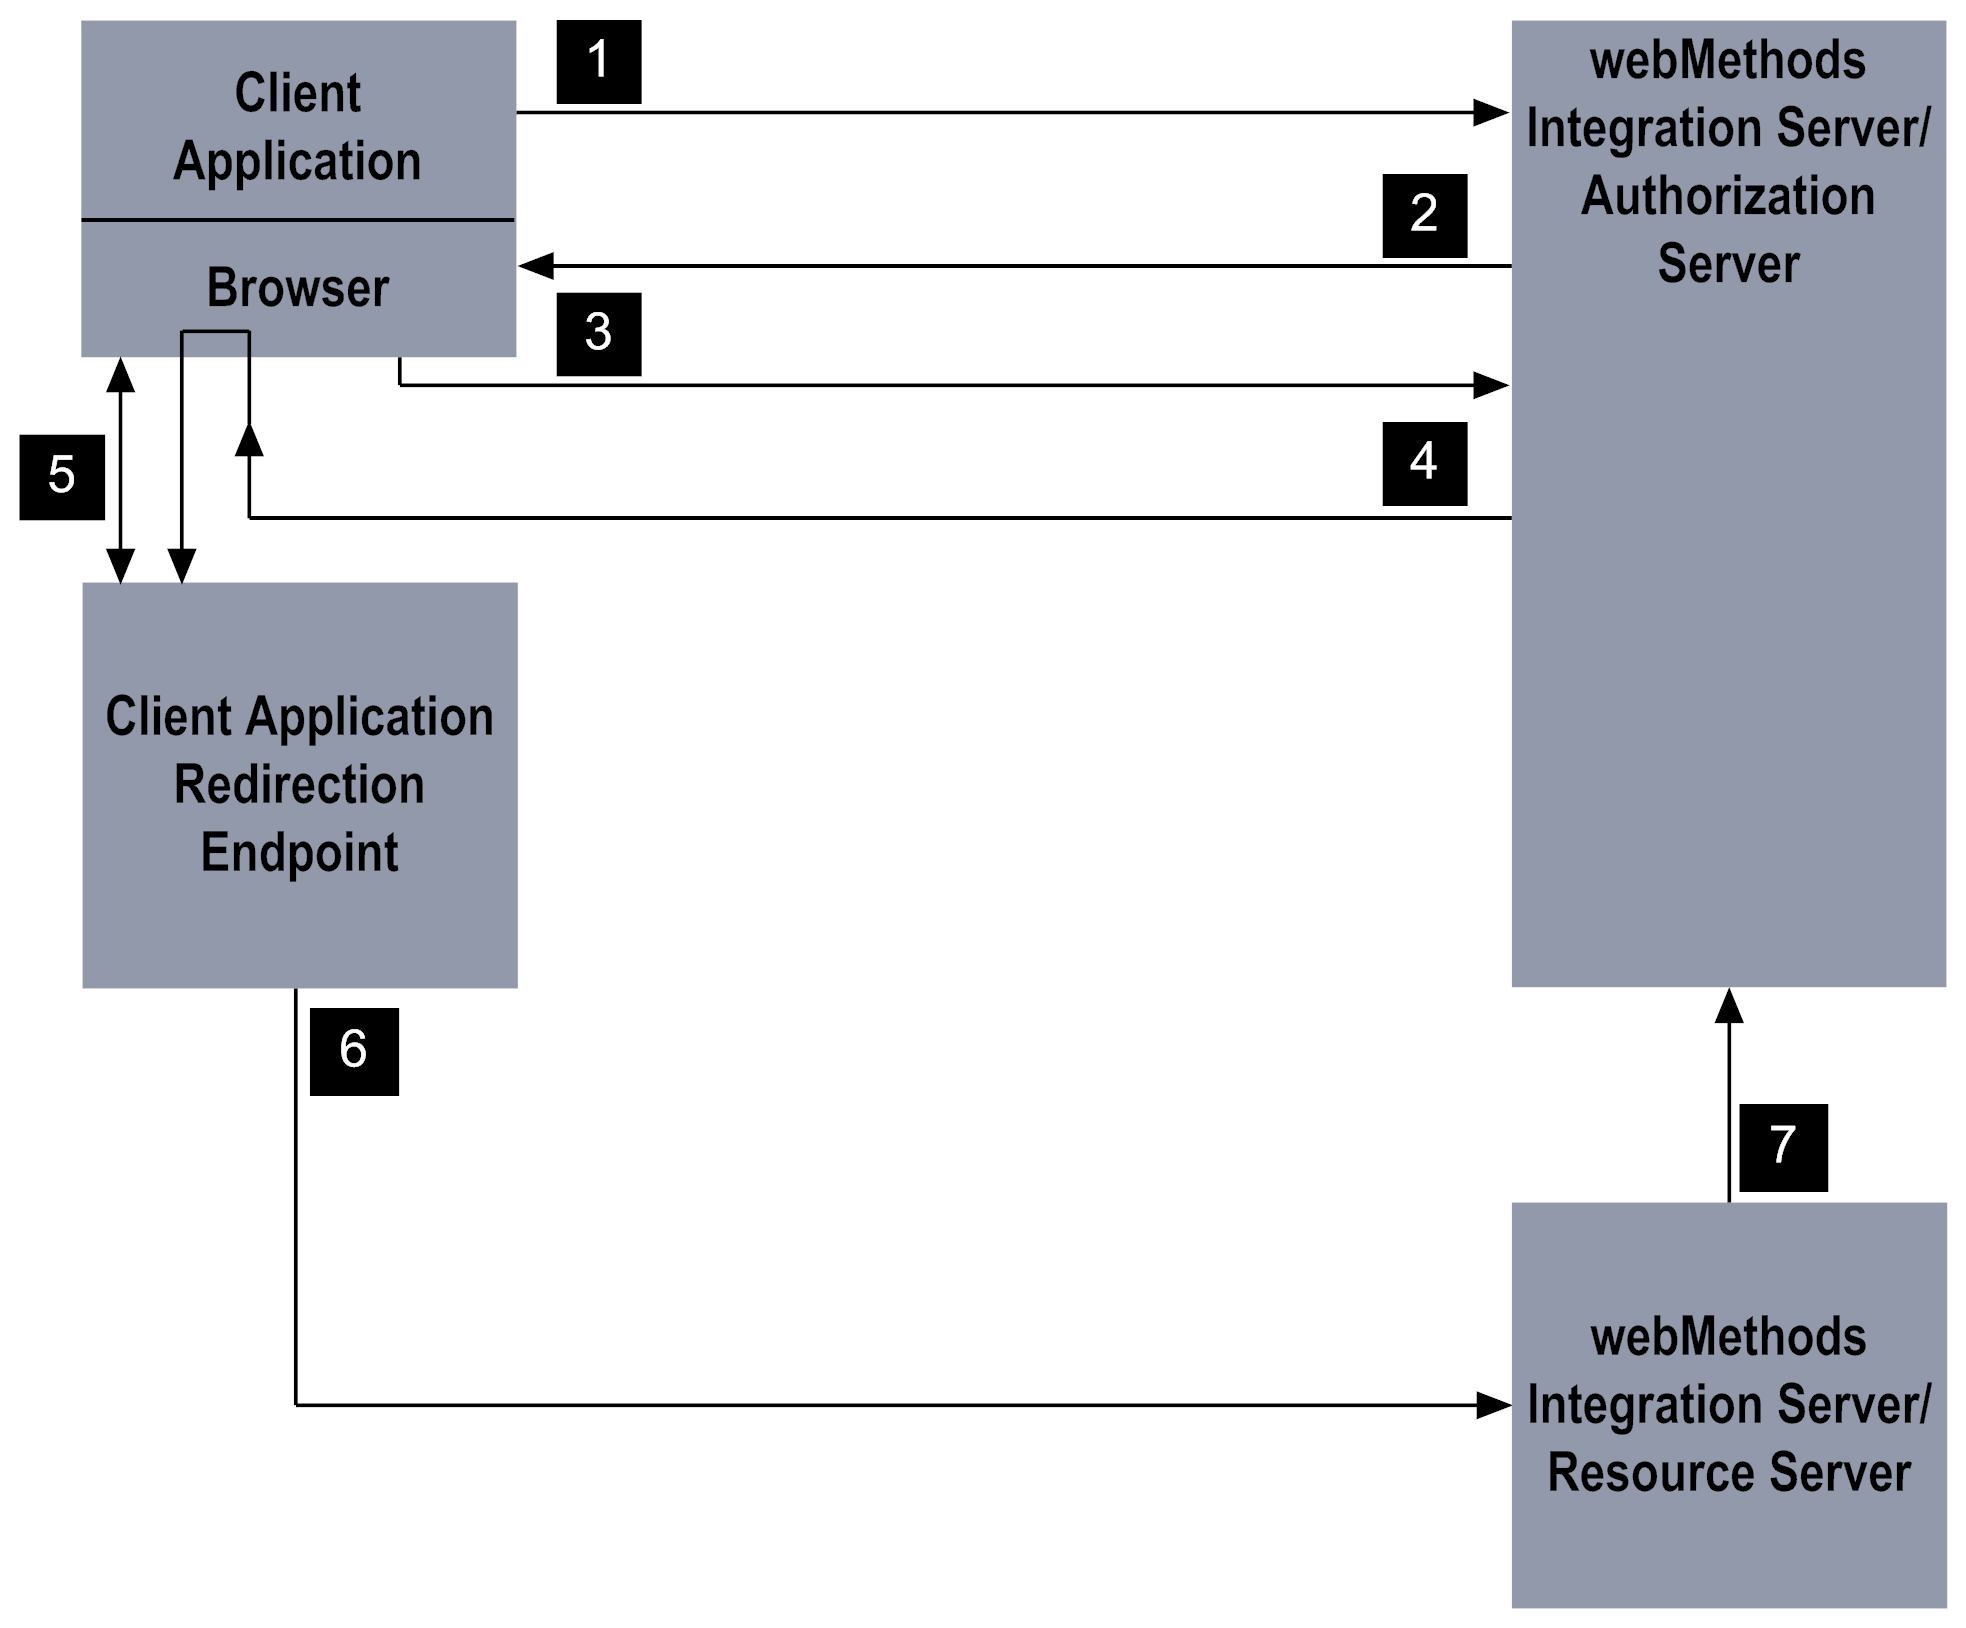 Client
Application
Browser
1
2
3
4
5
webMethods
Integration Server/
Authorization
Server
Client Application
Redirection
Endpoint
6
7
webMethods
Integration Server/
Resource Server